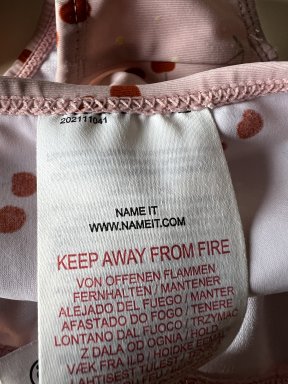 202111041
NAME IT
WWW.NAMEIT.COM
KEEP AWAY FROM FIRE
VON OFFENEN FLAMMEN
FERNHALTEN / MANTENER
ALEJADO DEL FUEGO / MANTER
AFASTADO DO FOGO / TENERE
LONTANO DAL FUOCO / TRZYMAĆ
Z DALA OD OGNIA / HOLD
VÆK FRA ILD / HOIDKE EEMAL